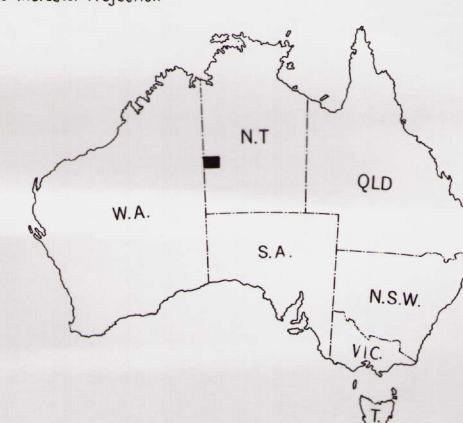 Mercator Projection
N.T
QLD
W.A.
S.A.
N.S.W.
VIC.
T.